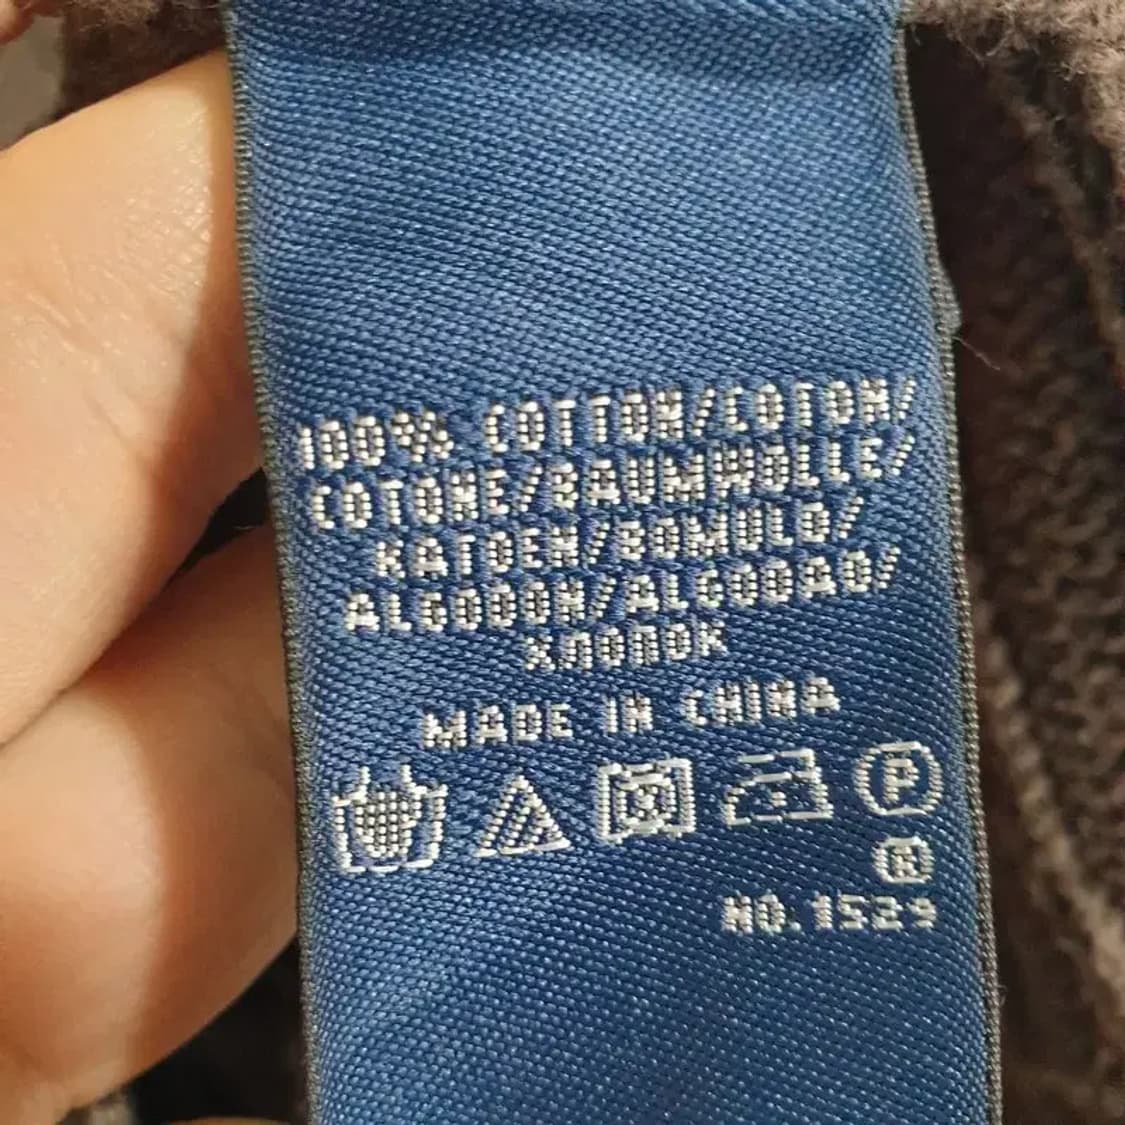 100% COTTON/COTON/
COTONE/BAUMWOLLE/
KATOEN/BOMULD/
ALGODON/ALGODAO/
ХЛОПОК
MADE IN CHINA
P
NO. 1529